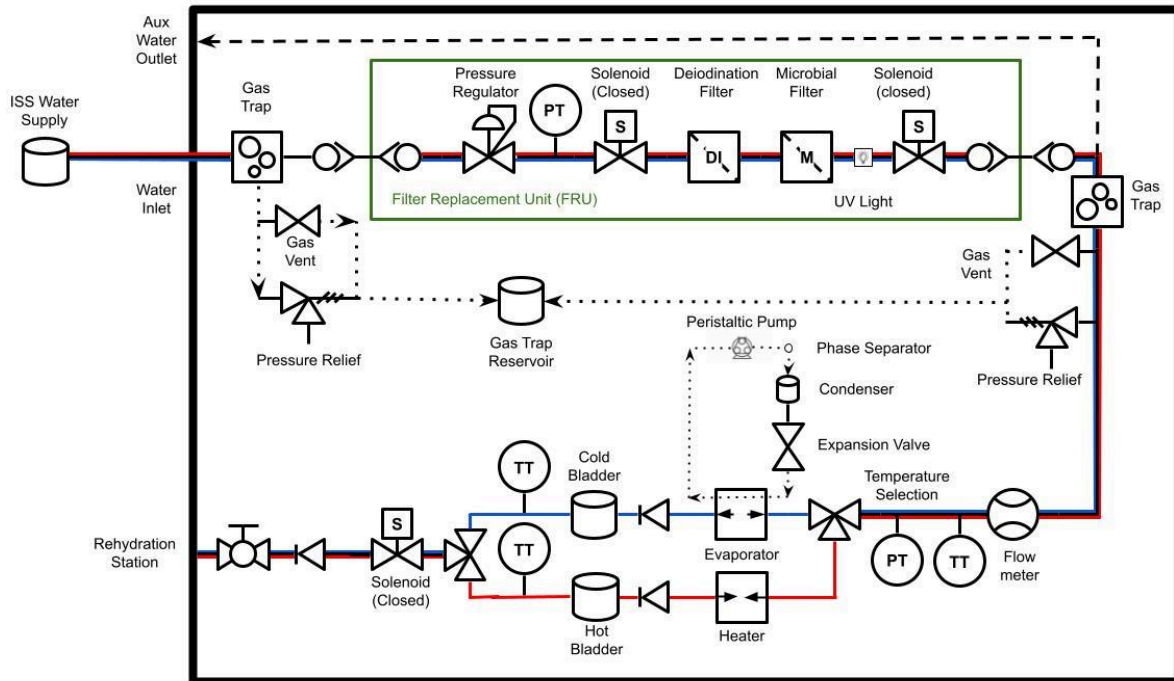 Aux
Water
Outlet
ISS Water
Supply
Gas
Trap
Pressure
Regulator
PT
Solenoid
(Closed)
S
Deiodination
Filter
DI
Microbial
Filter
M
Solenoid
(closed)
S
Water
Inlet
Filter Replacement Unit (FRU)
UV Light
Gas
Trap
Gas
Vent
Gas
Vent
Pressure Relief
Gas Trap
Reservoir
Peristaltic Pump
Phase Separator
Pressure Relief
Condenser
Expansion Valve
TT
Cold
Bladder
Temperature
Selection
S
TT
Rehydration
Station
Solenoid
(Closed)
Evaporator
PT
TT
Flow
meter
Hot
Bladder
Heater